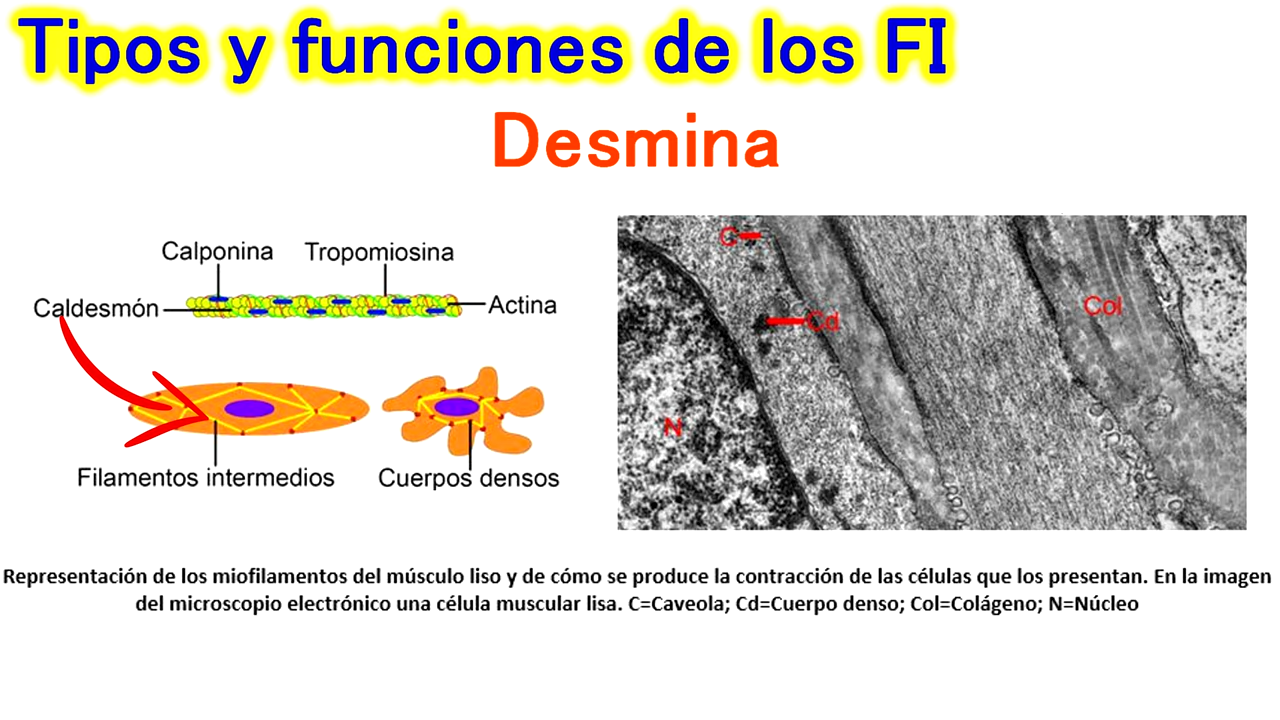 Tipos y funciones de los FI
Desmina
Calponina
Tropomiosina
Caldesmón
Actina
Filamentos intermedios
Cuerpos densos
C
Cd
Col
N
Representación de los miofilamentos del músculo liso y de cómo se produce la contracción de las células que los presentan. En la imagen
del microscopio electrónico una célula muscular lisa. C=Caveola; Cd=Cuerpo denso; Col=Colágeno; N=Núcleo